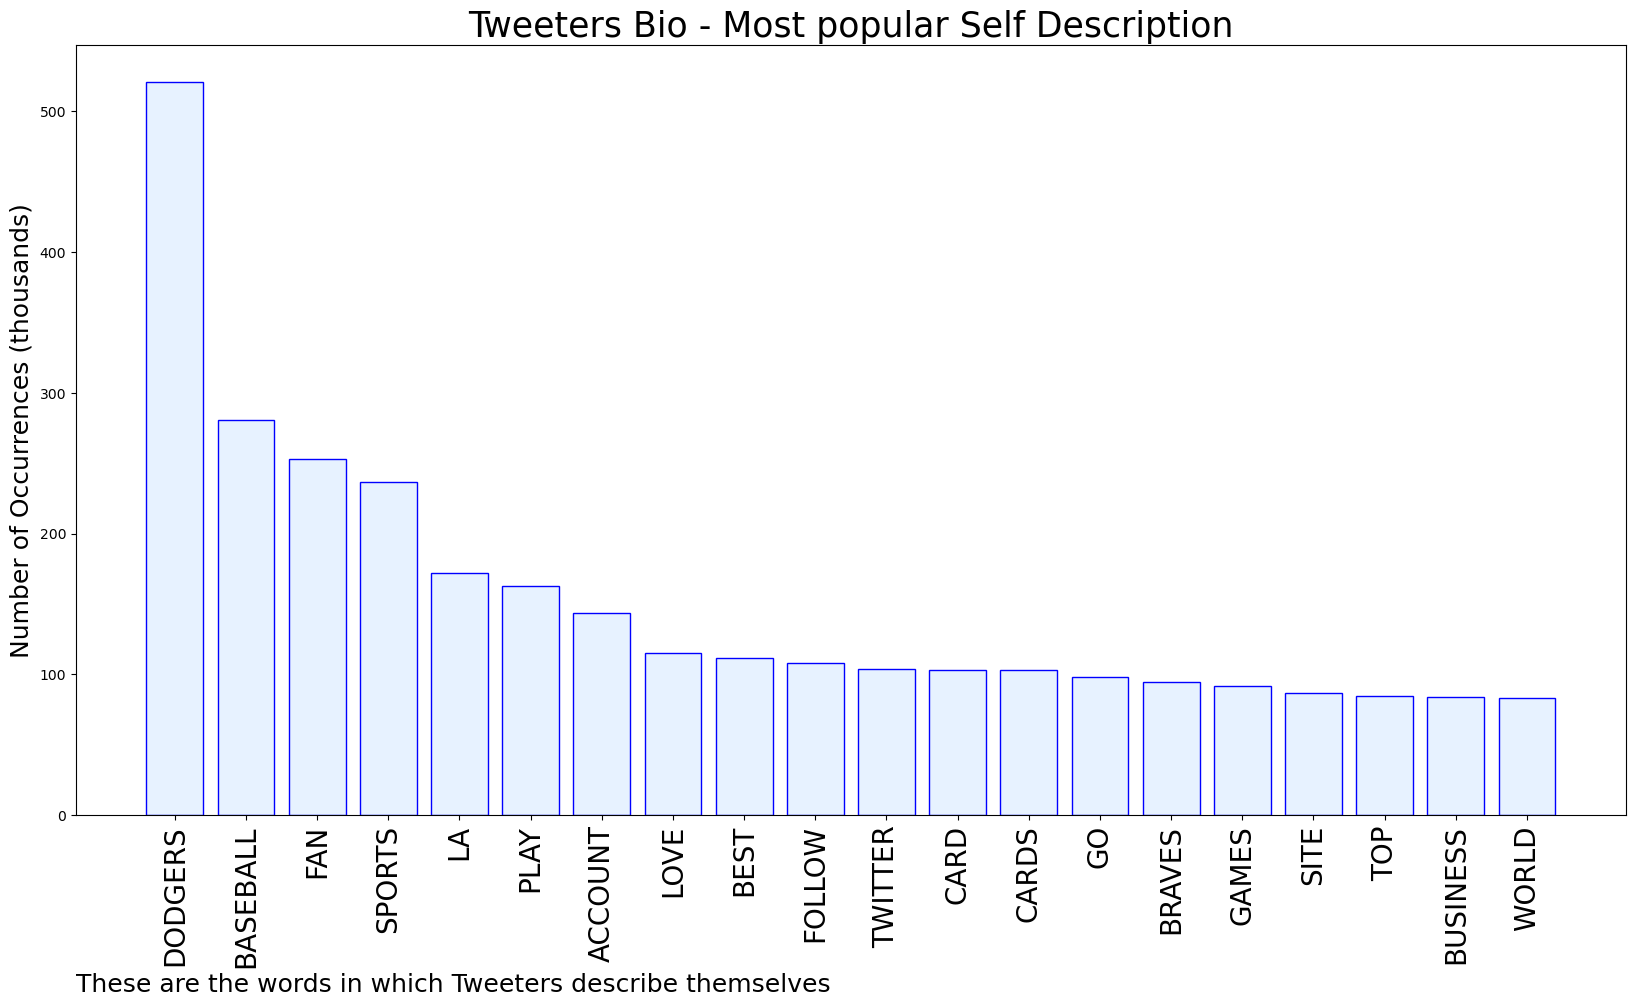 Tweeters Bio - Most popular Self Description
Number of Occurrences (thousands)
500
400
300
200
100
0
DODGERS
BASEBALL
FAN
SPORTS
LA
PLAY
ACCOUNT
LOVE
BEST
FOLLOW
TWITTER
CARD
CARDS
GO
BRAVES
GAMES
SITE
TOP
BUSINESS
WORLD
These are the words in which Tweeters describe themselves